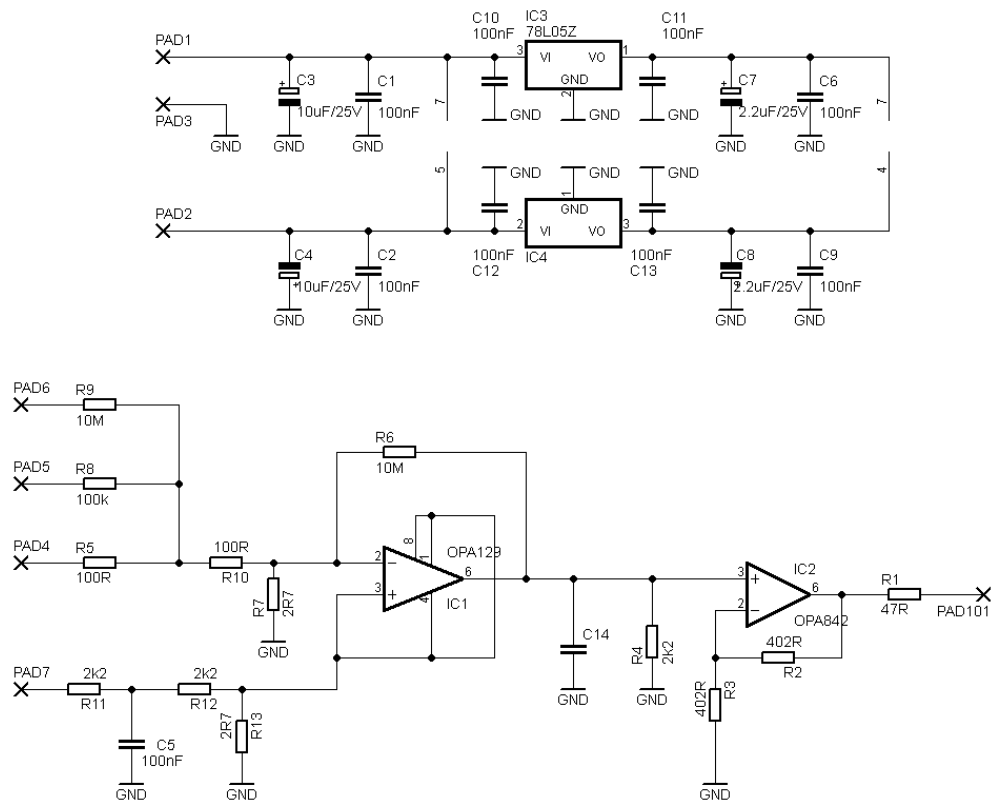 C10
100nF
IC3
78L05Z
C11
100nF
PAD1
3
VI
VO
1
GND
2
C3
10uF/25V
C1
100nF
7
C7
2.2uF/25V
C6
100nF
7
PAD3
GND
GND
GND
GND
GND
GND
GND
GND
5
GND
GND
GND
4
PAD2
1
GND
2
VI
VO
3
C4
10uF/25V
C2
100nF
100nF
C12
IC4
100nF
C13
C8
2.2uF/25V
C9
100nF
GND
GND
GND
GND
PAD6
R9
10M
R6
10M
PAD5
R8
100k
PAD4
R5
100R
100R
R10
R7
2R7
GND
8
1
OPA129
2
3
6
4
IC1
C14
GND
R4
2k2
GND
3
2
IC2
6
OPA842
R1
47R
PAD101
402R
R2
402R
R3
GND
PAD7
2k2
R11
2k2
R12
2R7
R13
C5
100nF
GND
GND